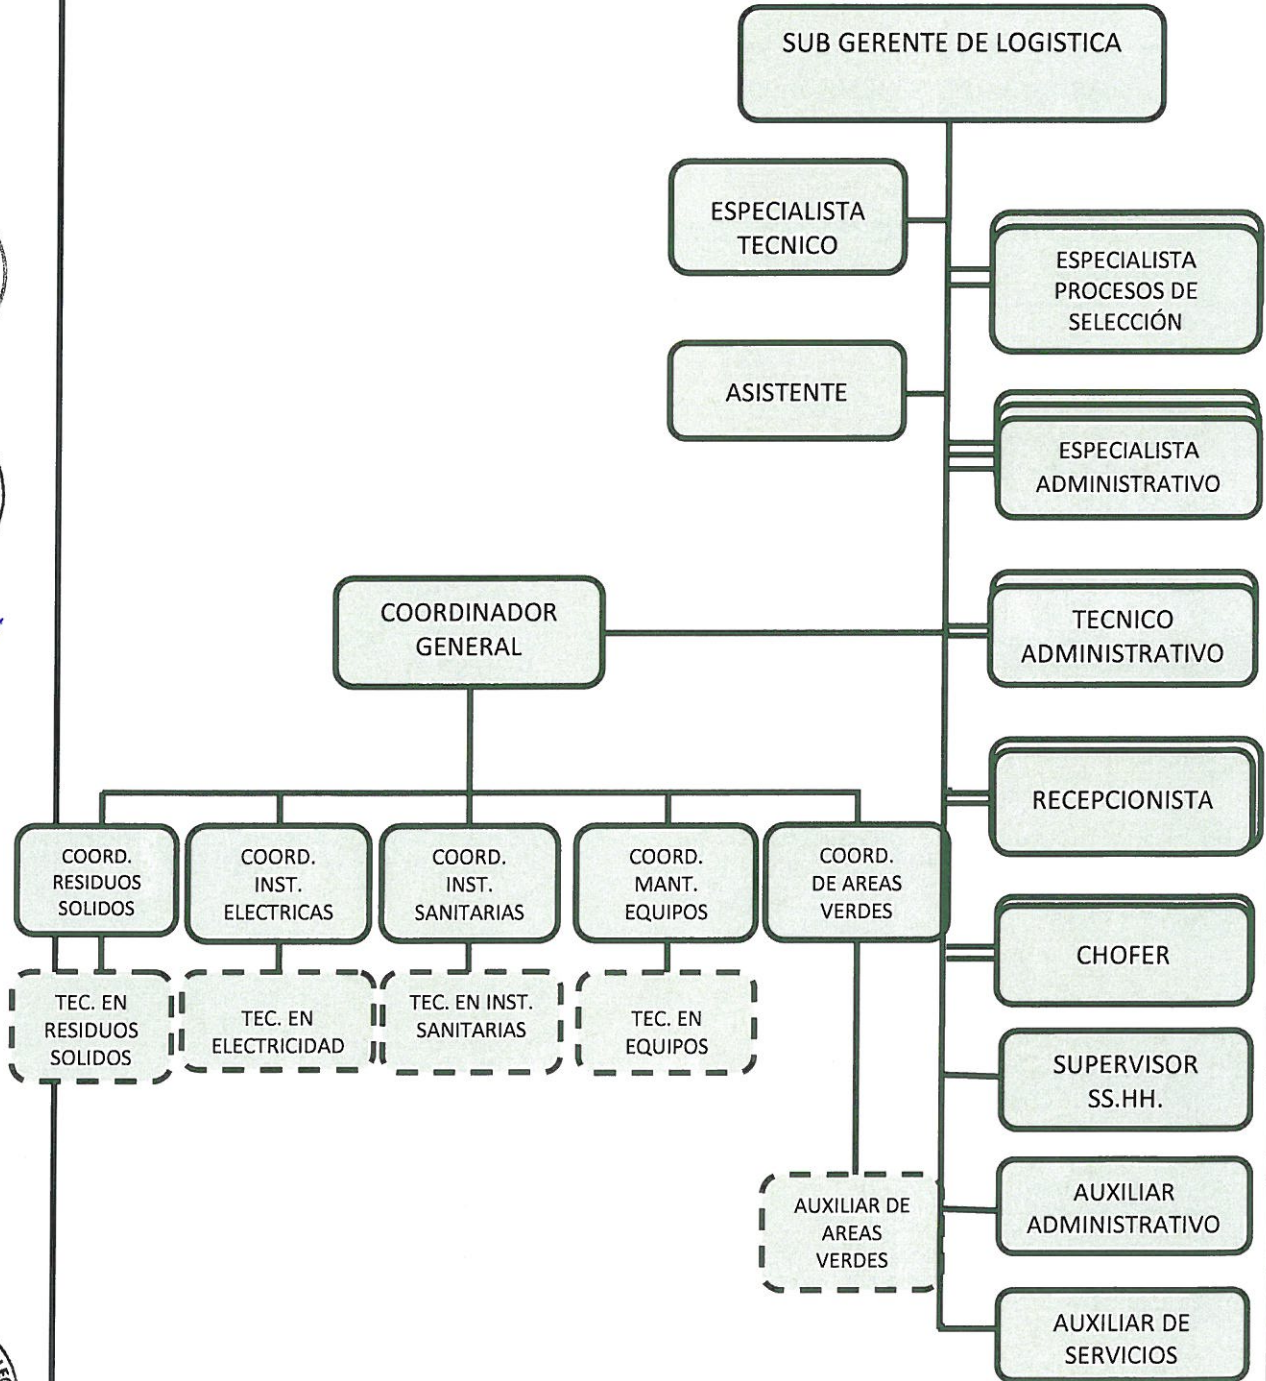 SUB GERENTE DE LOGISTICA
ESPECIALISTA
TECNICO
ESPECIALISTA
PROCESOS DE
SELECCIÓN
ASISTENTE
ESPECIALISTA
ADMINISTRATIVO
COORDINADOR
GENERAL
TECNICO
ADMINISTRATIVO
RECEPCIONISTA
COORD.
RESIDUOS
SOLIDOS
COORD.
INST.
ELECTRICAS
COORD.
INST.
SANITARIAS
COORD.
MANT.
EQUIPOS
COORD.
DE AREAS
VERDES
CHOFER
TEC. EN
RESIDUOS
SOLIDOS
TEC. EN
ELECTRICIDAD
TEC. EN INST.
SANITARIAS
TEC. EN
EQUIPOS
SUPERVISOR
SS.HH.
AUXILIAR DE
AREAS
VERDES
AUXILIAR
ADMINISTRATIVO
AUXILIAR DE
SERVICIOS